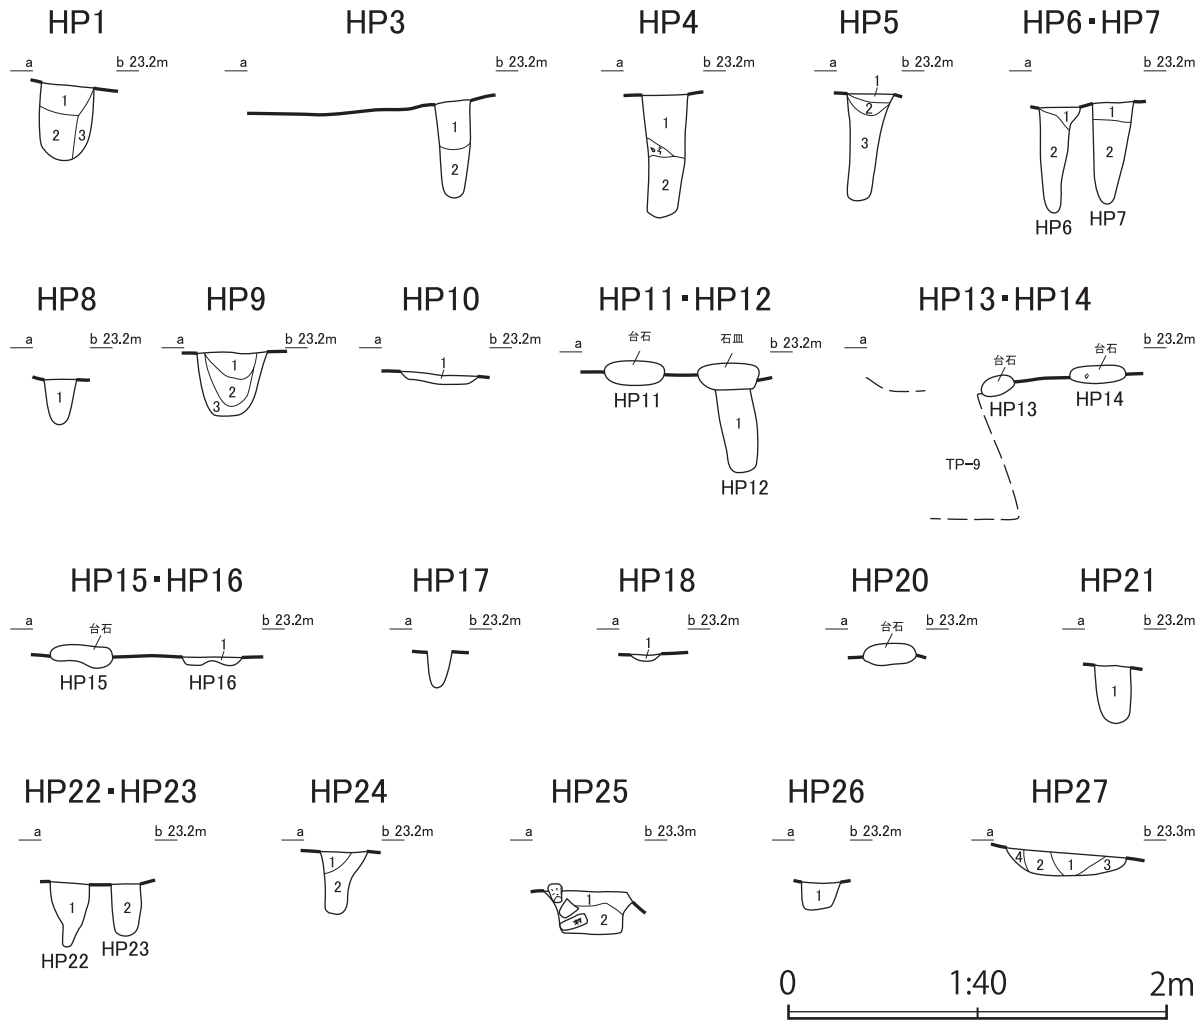 HP1 HP3 HP4 HP5 HP6・HP7
a b 23.2m a b 23.2m a b 23.2m a b 23.2m a b 23.2m
1 2 3
1 2
1 2
1 2 3
1 2 1 2
HP6 HP7
HP8 HP9 HP10 HP11・HP12 HP13・HP14
a b 23.2m a b 23.2m a b 23.2m a b 23.2m a b 23.2m
1
1 2 3
1
台石 石皿
HP11 1 HP12
台石 台石
HP13 HP14
TP-9
HP15・HP16 HP17 HP18 HP20 HP21
a b 23.2m a b 23.2m a b 23.2m a b 23.2m a b 23.2m
台石 1
HP15 HP16
1
台石
1
HP22・HP23 HP24 HP25 HP26 HP27
a b 23.2m a b 23.2m a b 23.3m a b 23.2m a b 23.3m
1 2
HP22 HP23
1 2
1 2
1
4 2 1 3
0 1:40 2m